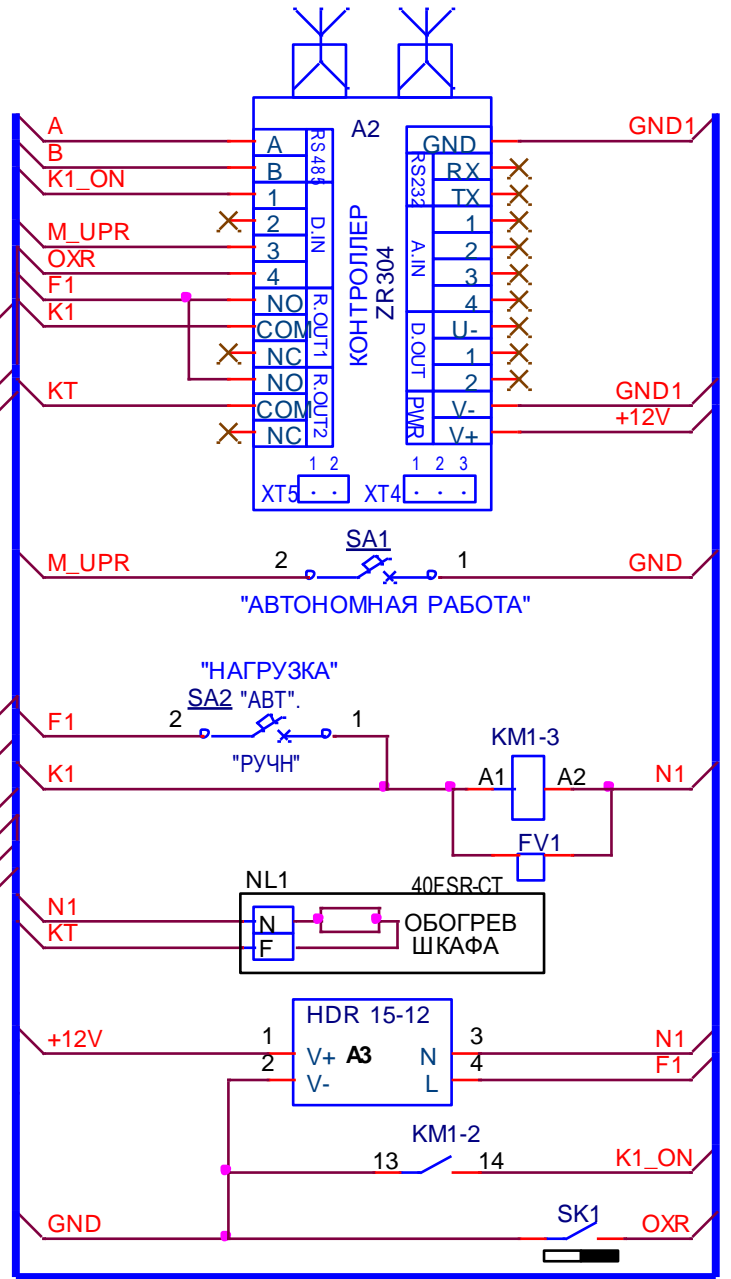 A
B
K1_ON
M_UPR
OXR
F1
K1
KT
A2
КОНТРОЛЛЕР
ZR304
A
B
RS485
1
2
3
4
D.IN
NO
COM
NC
R.OUT1
NO
COM
NC
R.OUT2
GND
RX
TX
RS232
1
2
3
4
A.IN
U-
1
2
D.OUT
V-
V+
PWR
GND1
GND1
+12V
1 2
XT5
1 2 3
XT4
M_UPR
2
SA1
1
GND
"АВТОНОМНАЯ РАБОТА"
"НАГРУЗКА"
SA2 "АВТ".
F1
2
1
"РУЧН"
KM1-3
K1
A1
A2
N1
FV1
NL1
40FSR-CT
N1
KT
N
F
ОБОГРЕВ
ШКАФА
HDR 15-12
+12V
1
V+ A3 N
3
N1
2
V- L
4
F1
KM1-2
13
14
K1_ON
GND
SK1
OXR